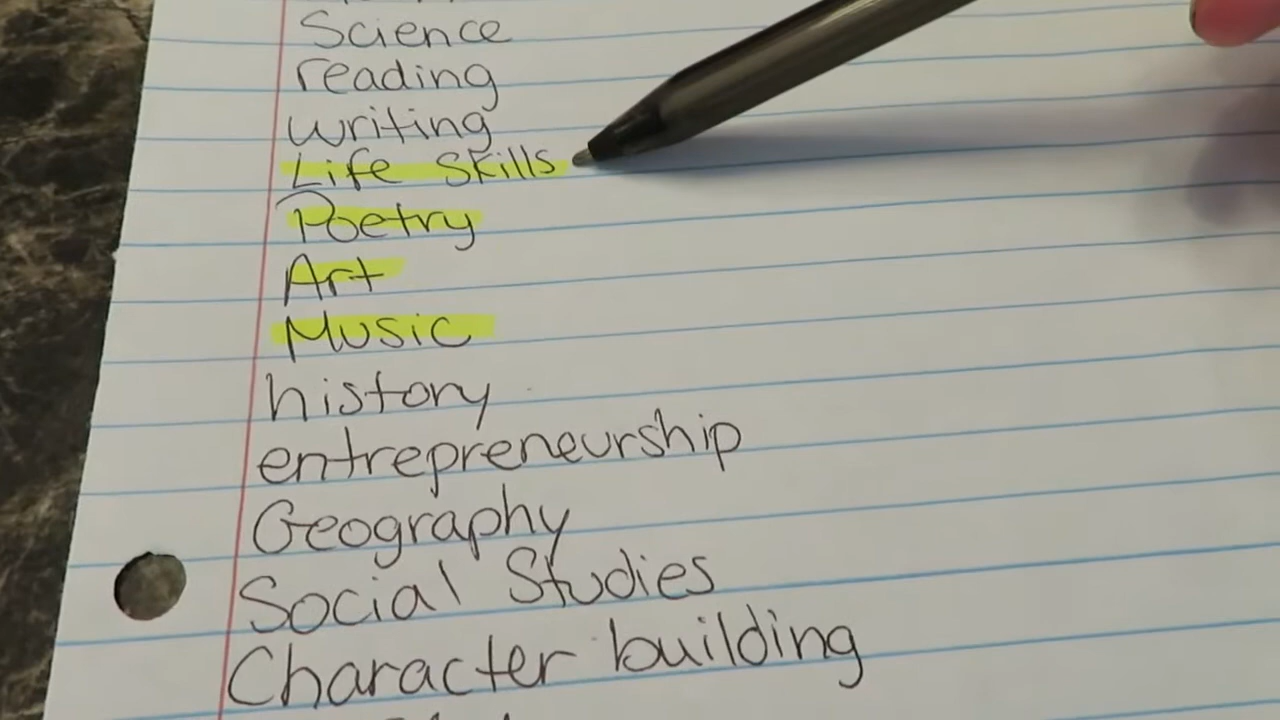 Science
reading
writing
Life Skills
Poetry
Art
Music
history
entrepreneurship
Geography
Social Studies
Character building